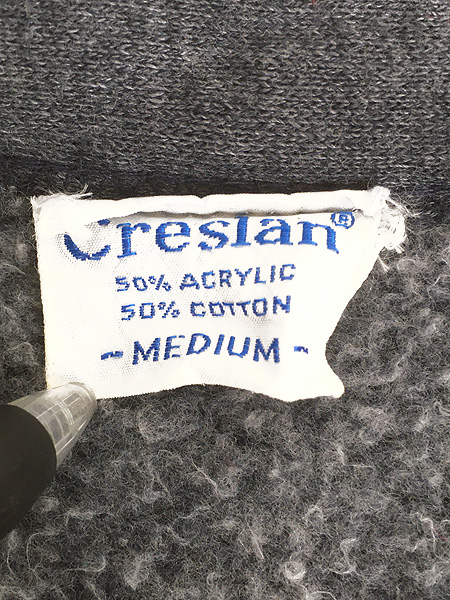 Creslan®
50% ACRYLIC
50% COTTON
- MEDIUM -